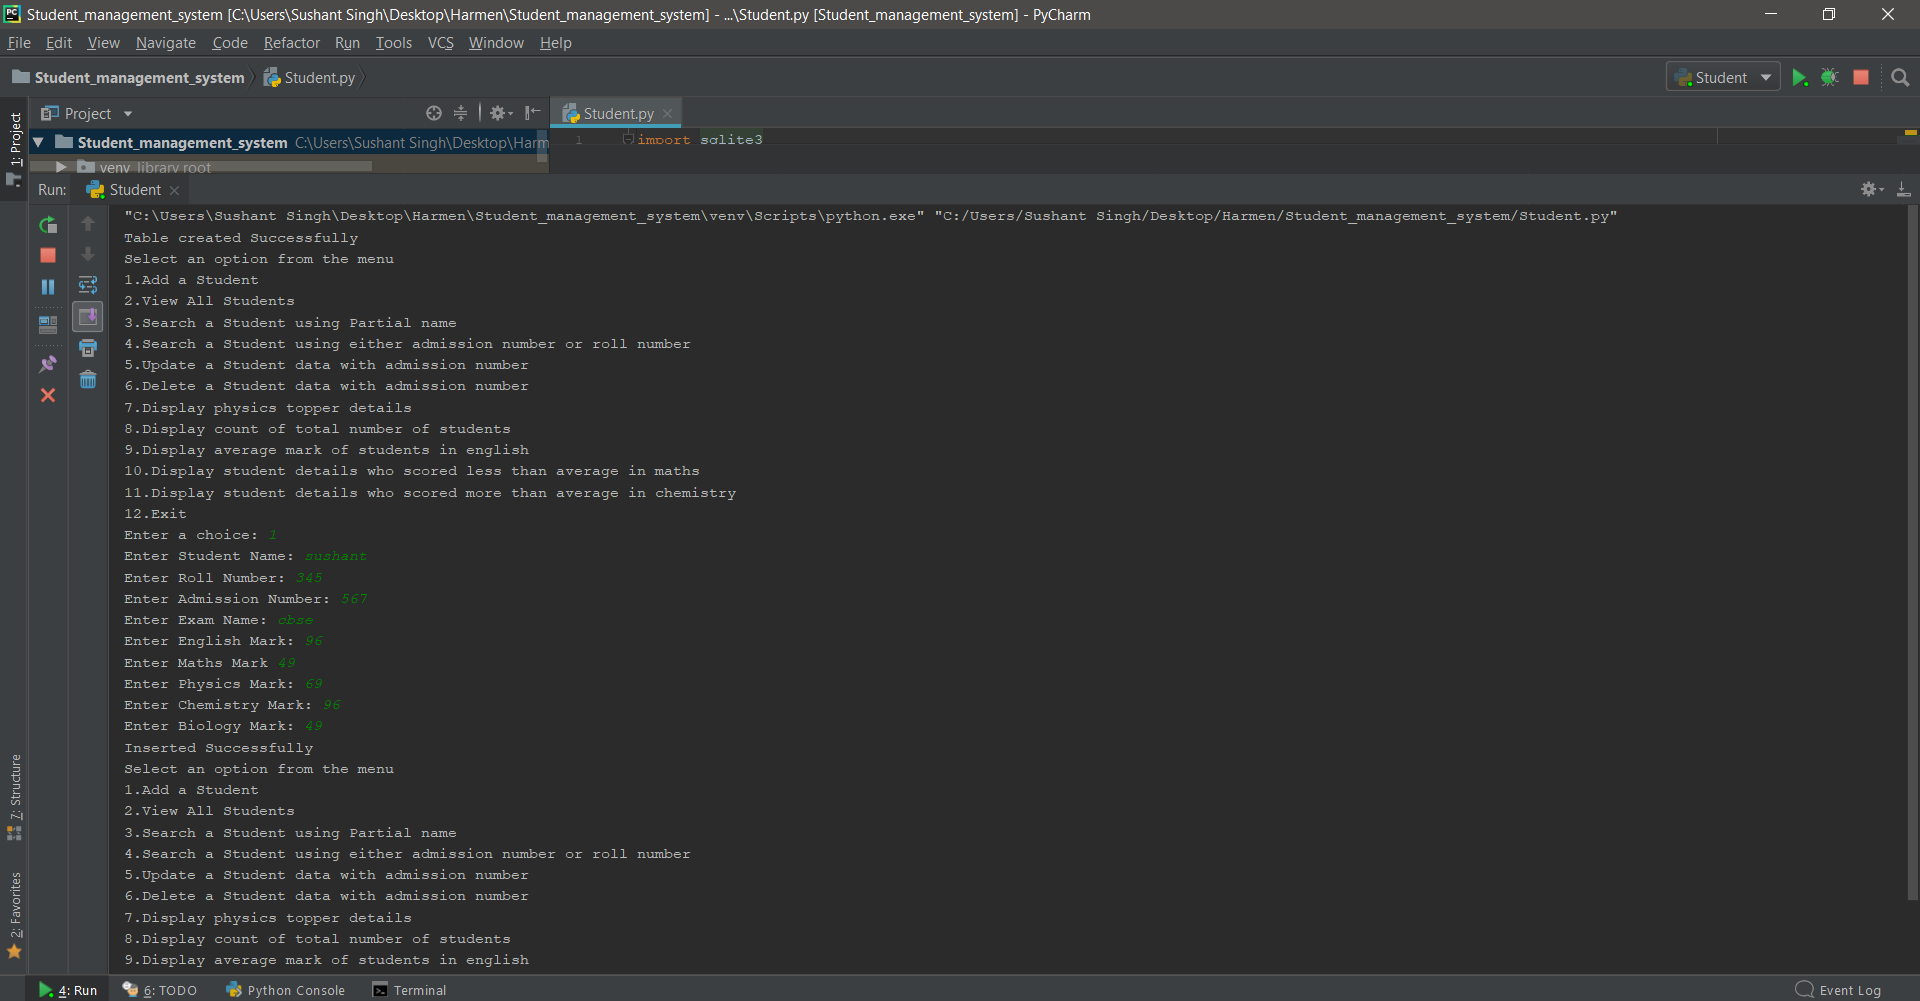 Student_management_system [C:\Users\Sushant Singh\Desktop\Harmen\Student_management_system] - ...\Student.py [Student_management_system] - PyCharm
File Edit View Navigate Code Refactor Run Tools VCS Window Help
Student_management_system Student.py Student
1: Project Project Student.py
Student_management_system C:\Users\Sushant Singh\Desktop\Harm 1 import sqlite3
venv library root
Run: Student
"C:\Users\Sushant Singh\Desktop\Harmen\Student_management_system\venv\Scripts\python.exe" "C:/Users/Sushant Singh/Desktop/Harmen/Student_management_system/Student.py"
Table created Successfully
Select an option from the menu
1.Add a Student
2.View All Students
3.Search a Student using Partial name
4.Search a Student using either admission number or roll number
5.Update a Student data with admission number
6.Delete a Student data with admission number
7.Display physics topper details
8.Display count of total number of students
9.Display average mark of students in english
10.Display student details who scored less than average in maths
11.Display student details who scored more than average in chemistry
12.Exit
Enter a choice: 1
Enter Student Name: sushant
Enter Roll Number: 345
Enter Admission Number: 567
Enter Exam Name: cbse
Enter English Mark: 96
Enter Maths Mark 49
Enter Physics Mark: 69
Enter Chemistry Mark: 96
Enter Biology Mark: 49
Inserted Successfully
Select an option from the menu
1.Add a Student
2.View All Students
3.Search a Student using Partial name
4.Search a Student using either admission number or roll number
5.Update a Student data with admission number
6.Delete a Student data with admission number
7.Display physics topper details
8.Display count of total number of students
9.Display average mark of students in english
7: Structure
2: Favorites
4: Run 6: TODO Python Console Terminal Event Log